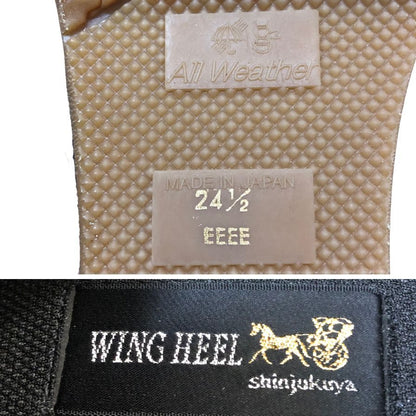 All Weather
MADE IN JAPAN
24½
EEEE
WING HEEL
shinjukuya